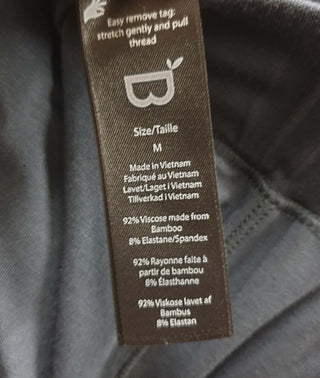 Easy remove tag:
stretch gently and pull
thread
B
Size/Taille
M
Made in Vietnam
Fabriqué au Vietnam
Lavet/Laget i Vietnam
Tillverkad i Vietnam
92% Viscose made from
Bamboo
8% Elastane/Spandex
92% Rayonne faite à
partir de bambou
8% Élasthanne
92% Viskose lavet af
Bambus
8% Elastan